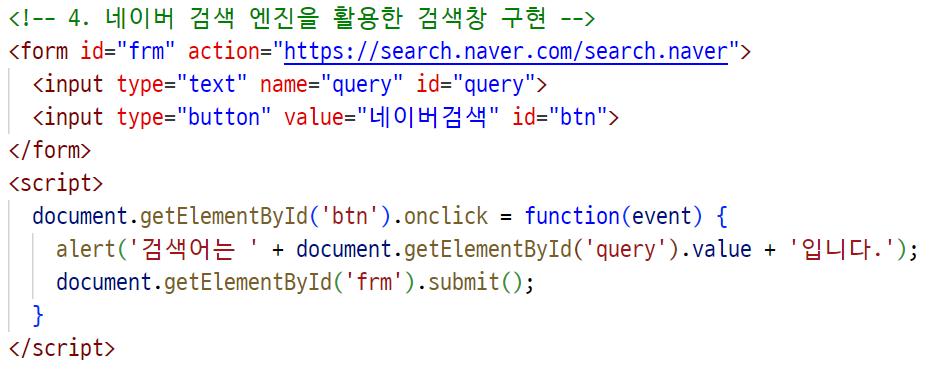 <!-- 4. 네이버 검색 엔진을 활용한 검색창 구현 -->
<form id="frm" action="https://search.naver.com/search.naver">
  <input type="text" name="query" id="query">
  <input type="button" value="네이버검색" id="btn">
</form>
<script>
  document.getElementById('btn').onclick = function(event) {
    alert('검색어는 ' + document.getElementById('query').value + '입니다.');
    document.getElementById('frm').submit();
  }
</script>